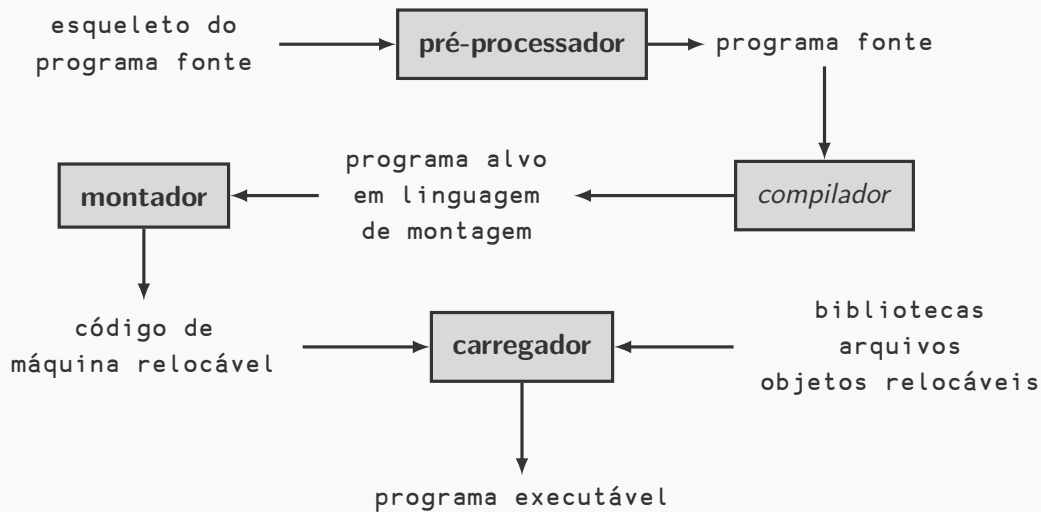 esqueleto do
programa fonte
pré-processador
programa fonte
compilador
programa alvo
em linguagem
de montagem
montador
código de
máquina relocável
carregador
bibliotecas
arquivos
objetos relocáveis
programa executável